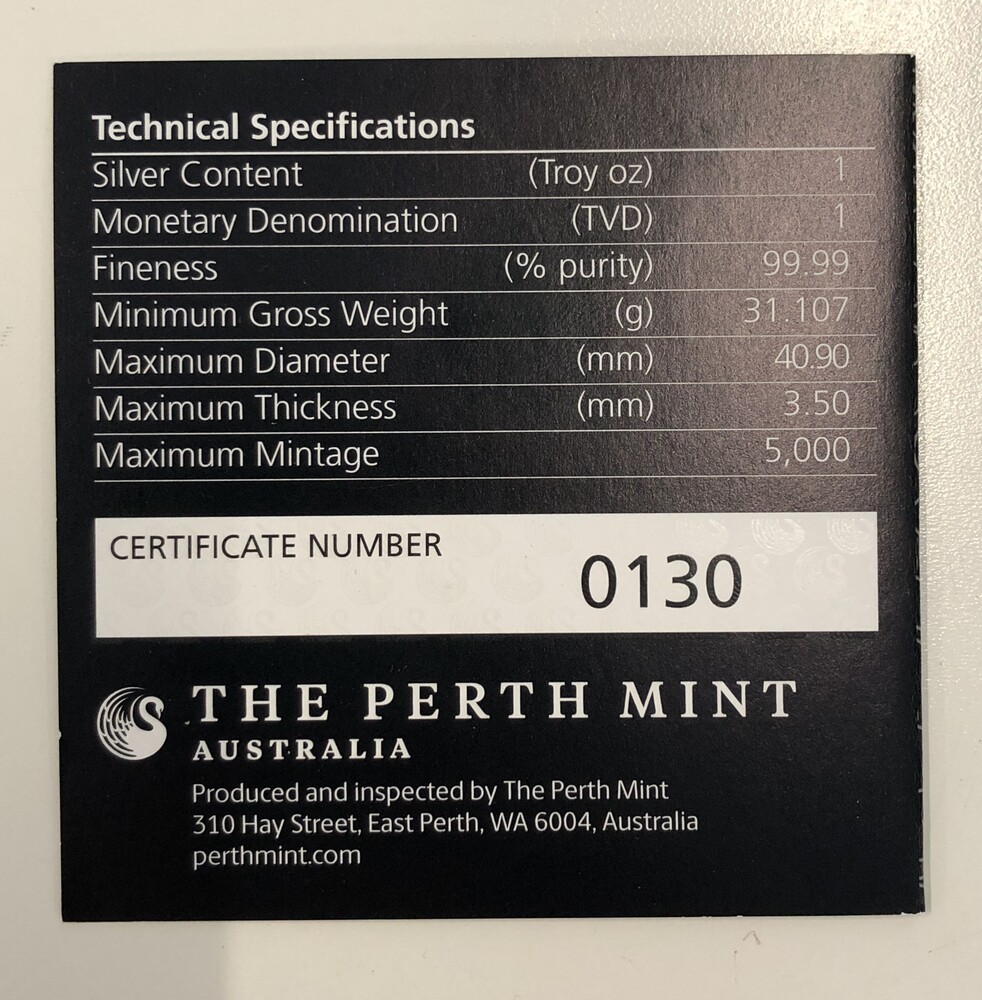 Technical Specifications
Silver Content (Troy oz) 1
Monetary Denomination (TVD) 1
Fineness (% purity) 99.99
Minimum Gross Weight (g) 31.107
Maximum Diameter (mm) 40.90
Maximum Thickness (mm) 3.50
Maximum Mintage 5,000
CERTIFICATE NUMBER
0130
THE PERTH MINT
AUSTRALIA
Produced and inspected by The Perth Mint
310 Hay Street, East Perth, WA 6004, Australia
perthmint.com